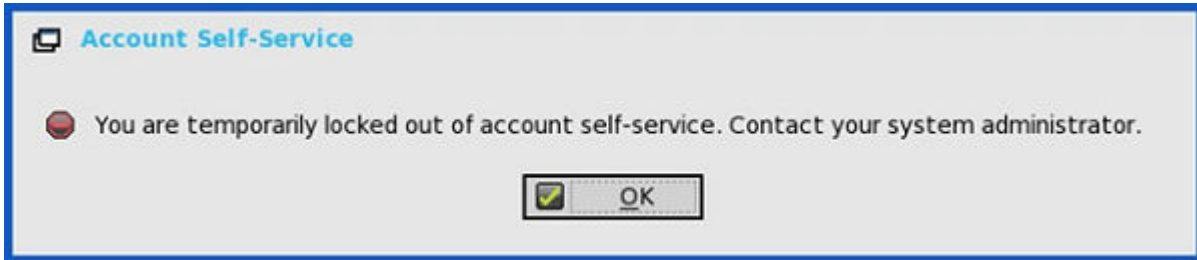 Account Self-Service
You are temporarily locked out of account self-service. Contact your system administrator.
OK